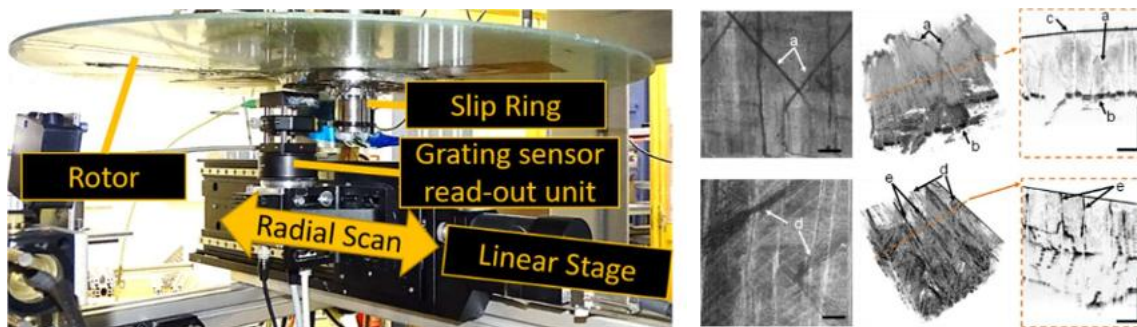 Slip Ring
Rotor
Grating sensor
read-out unit
Radial Scan
Linear Stage
a
a
b
c
a
b
d
e
d
e